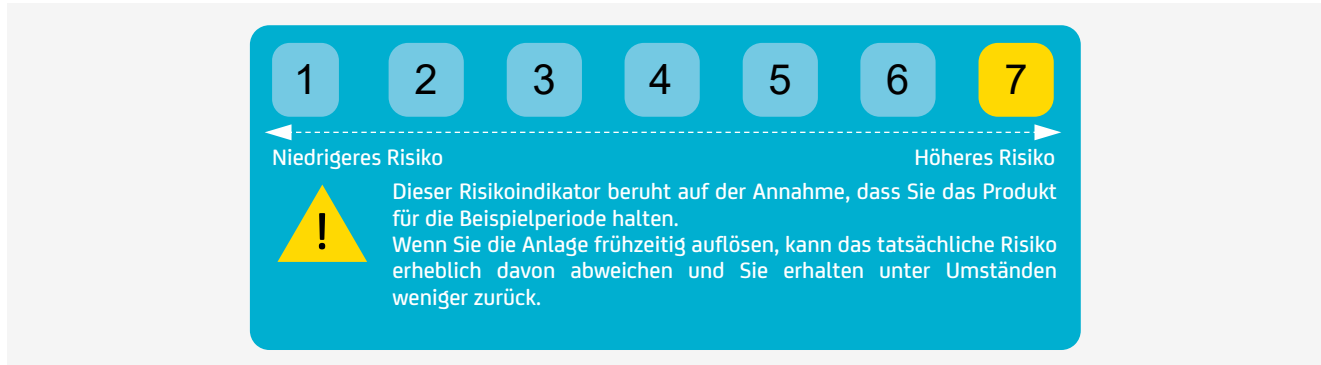 1 2 3 4 5 6 7
Niedrigeres Risiko Höheres Risiko
Dieser Risikoindikator beruht auf der Annahme, dass Sie das Produkt
für die Beispielperiode halten.
Wenn Sie die Anlage frühzeitig auflösen, kann das tatsächliche Risiko
erheblich davon abweichen und Sie erhalten unter Umständen
weniger zurück.
!